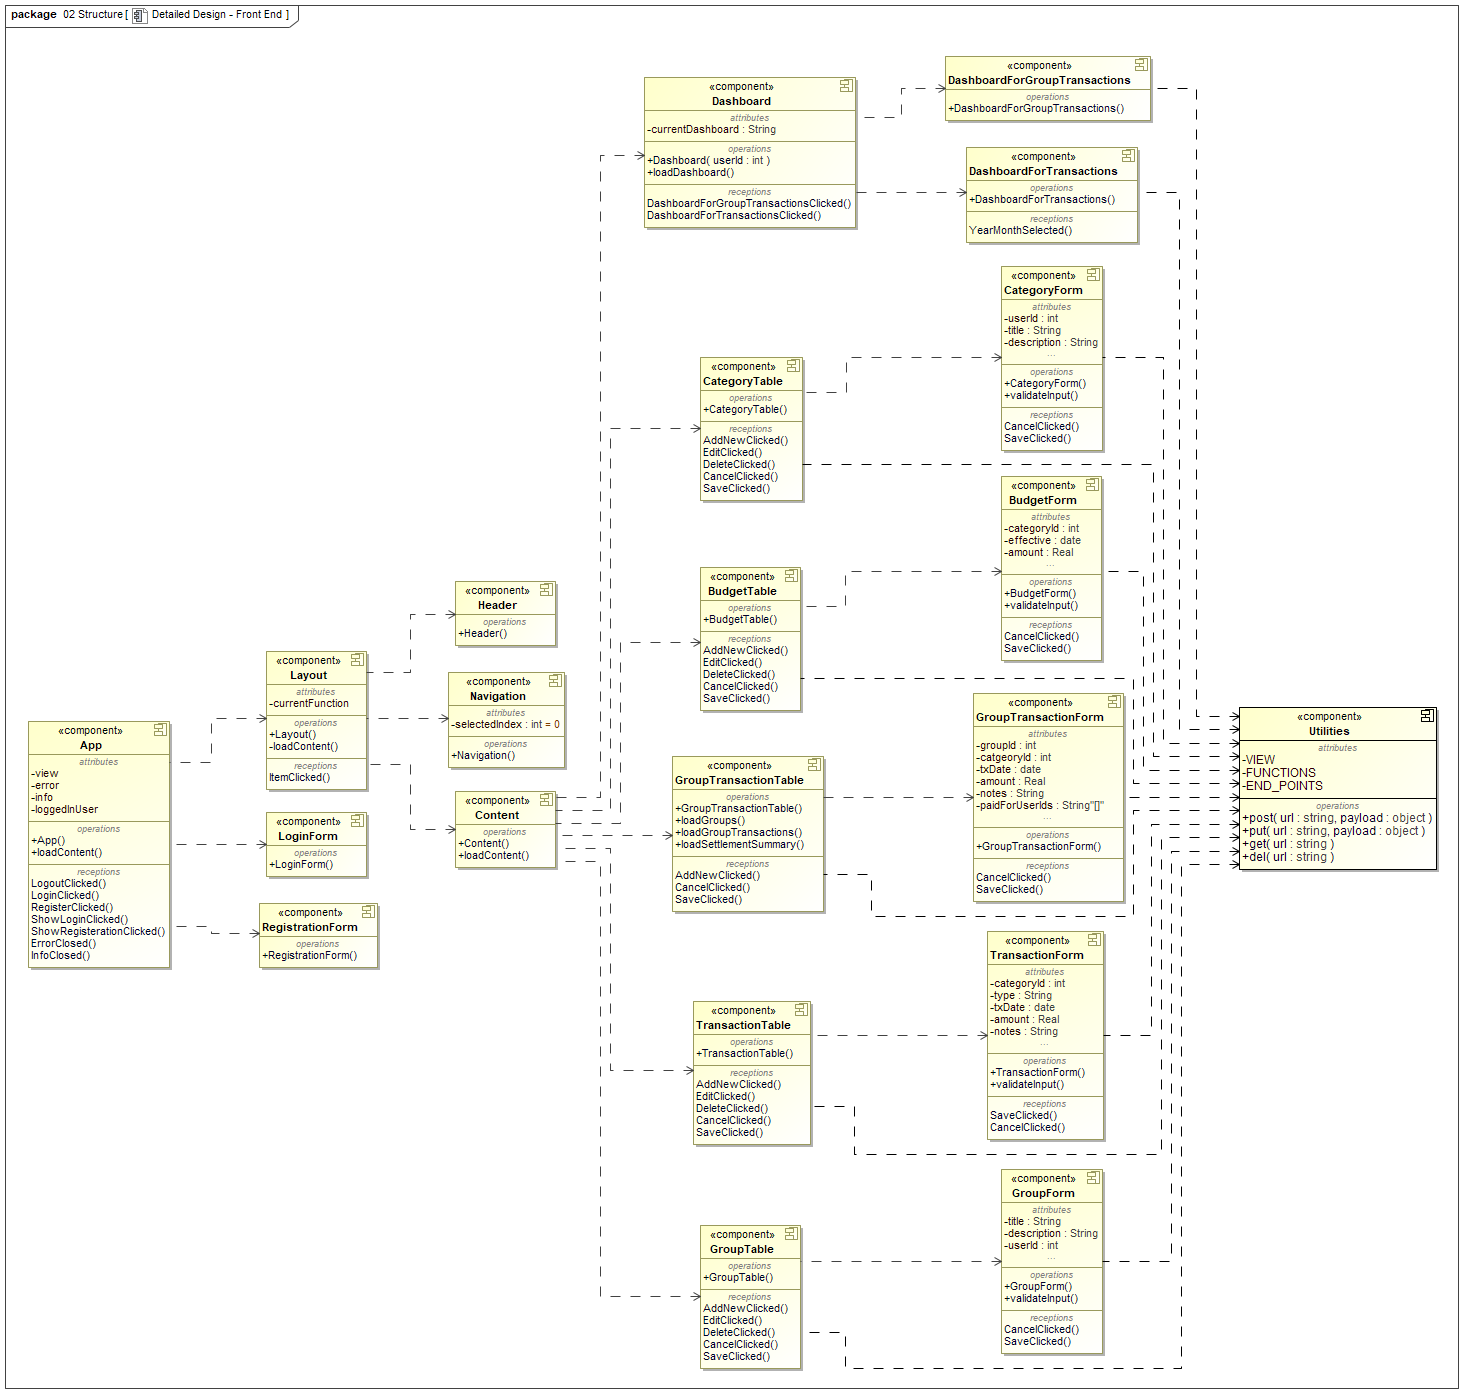 package 02 Structure [ Detailed Design - Front End ]
«component»
App
attributes
-view
-error
-info
-loggedInUser
operations
+App()
+loadContent()
receptions
LogoutClicked()
LoginClicked()
RegisterClicked()
ShowLoginClicked()
ShowRegisterationClicked()
ErrorClosed()
InfoClosed()
«component»
Layout
attributes
-currentFunction
operations
+Layout()
-loadContent()
receptions
ItemClicked()
«component»
LoginForm
operations
+LoginForm()
«component»
RegistrationForm
operations
+RegistrationForm()
«component»
Header
operations
+Header()
«component»
Navigation
attributes
-selectedIndex : int = 0
operations
+Navigation()
«component»
Content
operations
+Content()
+loadContent()
«component»
Dashboard
attributes
-currentDashboard : String
operations
+Dashboard( userId : int )
+loadDashboard()
receptions
DashboardForGroupTransactionsClicked()
DashboardForTransactionsClicked()
«component»
CategoryTable
operations
+CategoryTable()
receptions
AddNewClicked()
EditClicked()
DeleteClicked()
CancelClicked()
SaveClicked()
«component»
BudgetTable
operations
+BudgetTable()
receptions
AddNewClicked()
EditClicked()
DeleteClicked()
CancelClicked()
SaveClicked()
«component»
GroupTransactionTable
operations
+GroupTransactionTable()
+loadGroups()
+loadGroupTransactions()
+loadSettlementSummary()
receptions
AddNewClicked()
CancelClicked()
SaveClicked()
«component»
TransactionTable
operations
+TransactionTable()
receptions
AddNewClicked()
EditClicked()
DeleteClicked()
CancelClicked()
SaveClicked()
«component»
GroupTable
operations
+GroupTable()
receptions
AddNewClicked()
EditClicked()
DeleteClicked()
CancelClicked()
SaveClicked()
«component»
DashboardForGroupTransactions
operations
+DashboardForGroupTransactions()
«component»
DashboardForTransactions
operations
+DashboardForTransactions()
receptions
YearMonthSelected()
«component»
CategoryForm
attributes
-userId : int
-title : String
-description : String
...
operations
+CategoryForm()
+validateInput()
receptions
CancelClicked()
SaveClicked()
«component»
BudgetForm
attributes
-categoryId : int
-effective : date
-amount : Real
...
operations
+BudgetForm()
+validateInput()
receptions
CancelClicked()
SaveClicked()
«component»
GroupTransactionForm
attributes
-groupId : int
-catgeoryId : int
-txDate : date
-amount : Real
-notes : String
-paidForUserIds : String"[]"
...
operations
+GroupTransactionForm()
receptions
CancelClicked()
SaveClicked()
«component»
TransactionForm
attributes
-categoryId : int
-type : String
-txDate : date
-amount : Real
-notes : String
...
operations
+TransactionForm()
+validateInput()
receptions
SaveClicked()
CancelClicked()
«component»
GroupForm
attributes
-title : String
-description : String
-userId : int
...
operations
+GroupForm()
+validateInput()
receptions
CancelClicked()
SaveClicked()
«component»
Utilities
attributes
-VIEW
-FUNCTIONS
-END_POINTS
operations
+post( url : string, payload : object )
+put( url : string, payload : object )
+get( url : string )
+del( url : string )